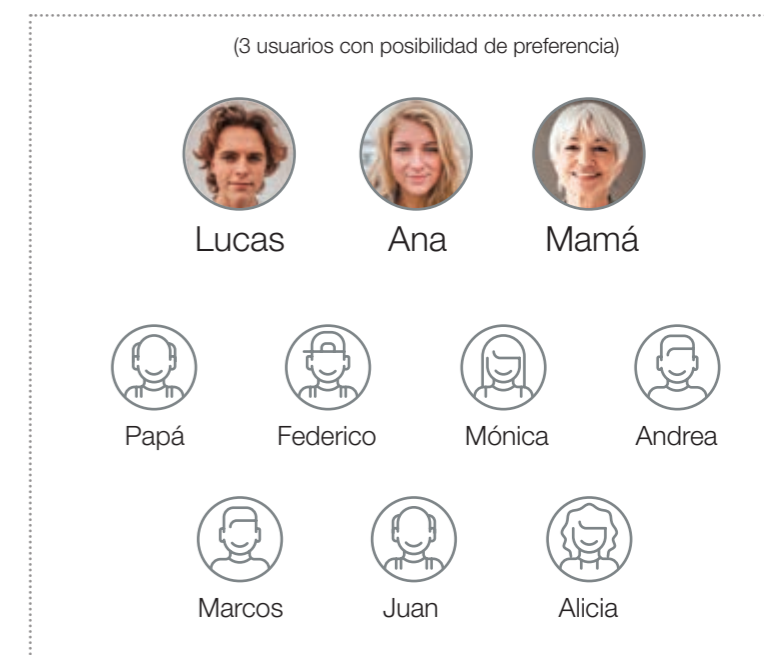 (3 usuarios con posibilidad de preferencia)
Lucas Ana Mamá
Papá Federico Mónica Andrea
Marcos Juan Alicia